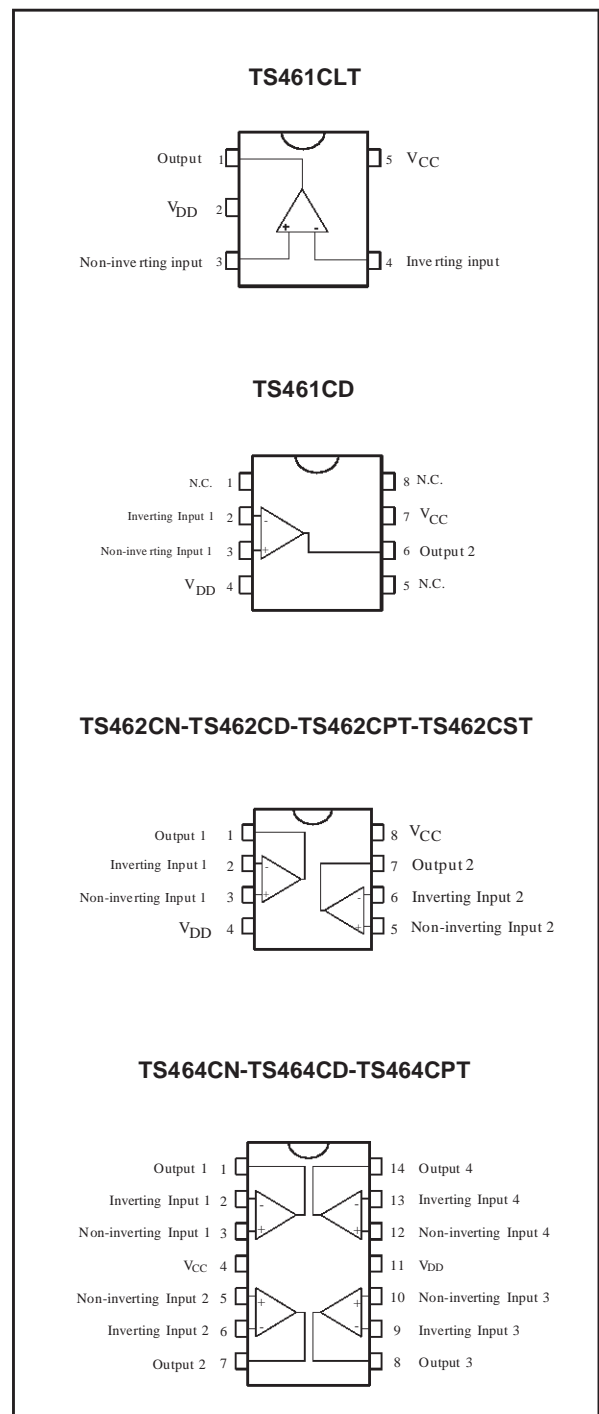 TS461CLT
Output 1 5 VCC
VDD 2
+ -
Non-inverting input 3 4 Inverting input
TS461CD
N.C. 1 8 N.C.
Inverting Input 1 2 - 7 VCC
Non-inverting Input 1 3 + 6 Output 2
VDD 4 5 N.C.
TS462CN-TS462CD-TS462CPT-TS462CST
Output 1 1 8 VCC
Inverting Input 1 2 - 7 Output 2
Non-inverting Input 1 3 + - 6 Inverting Input 2
VDD 4 + 5 Non-inverting Input 2
TS464CN-TS464CD-TS464CPT
Output 1 1 14 Output 4
Inverting Input 1 2 - - 13 Inverting Input 4
Non-inverting Input 1 3 + + 12 Non-inverting Input 4
VCC 4 11 VDD
Non-inverting Input 2 5 + + 10 Non-inverting Input 3
Inverting Input 2 6 - - 9 Inverting Input 3
Output 2 7 8 Output 3